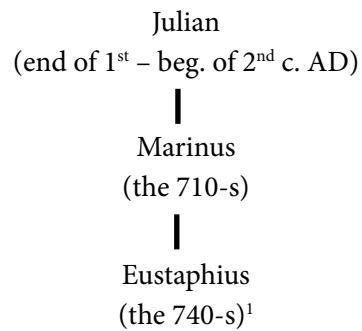 Julian
(end of 1st – beg. of 2nd c. AD)
Marinus
(the 710-s)
Eustaphius
(the 740-s)1